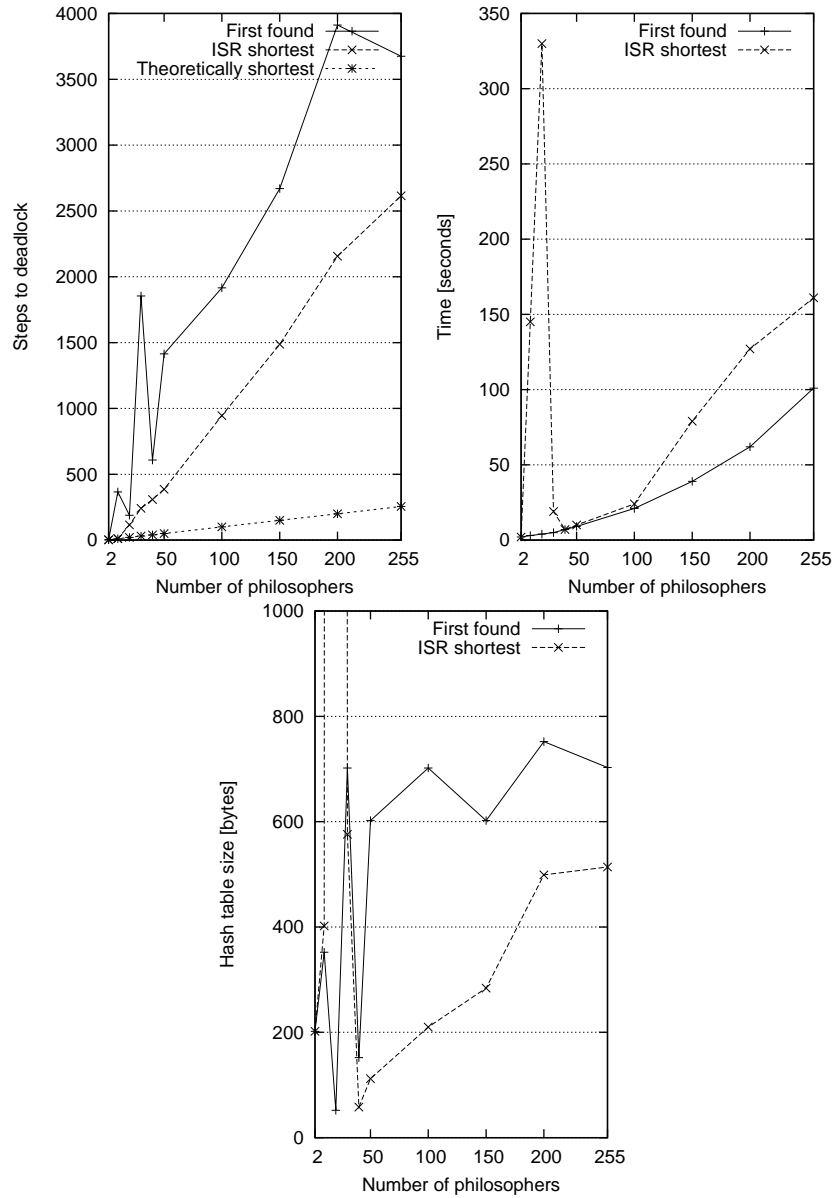 4000
3500
3000
2500
2000
1500
1000
500
0
Steps to deadlock
First found
ISR shortest
Theoretically shortest
2 50 100 150 200 255
Number of philosophers
350
300
250
200
150
100
50
0
Time [seconds]
First found
ISR shortest
2 50 100 150 200 255
Number of philosophers
1000
800
600
400
200
0
Hash table size [bytes]
First found
ISR shortest
2 50 100 150 200 255
Number of philosophers